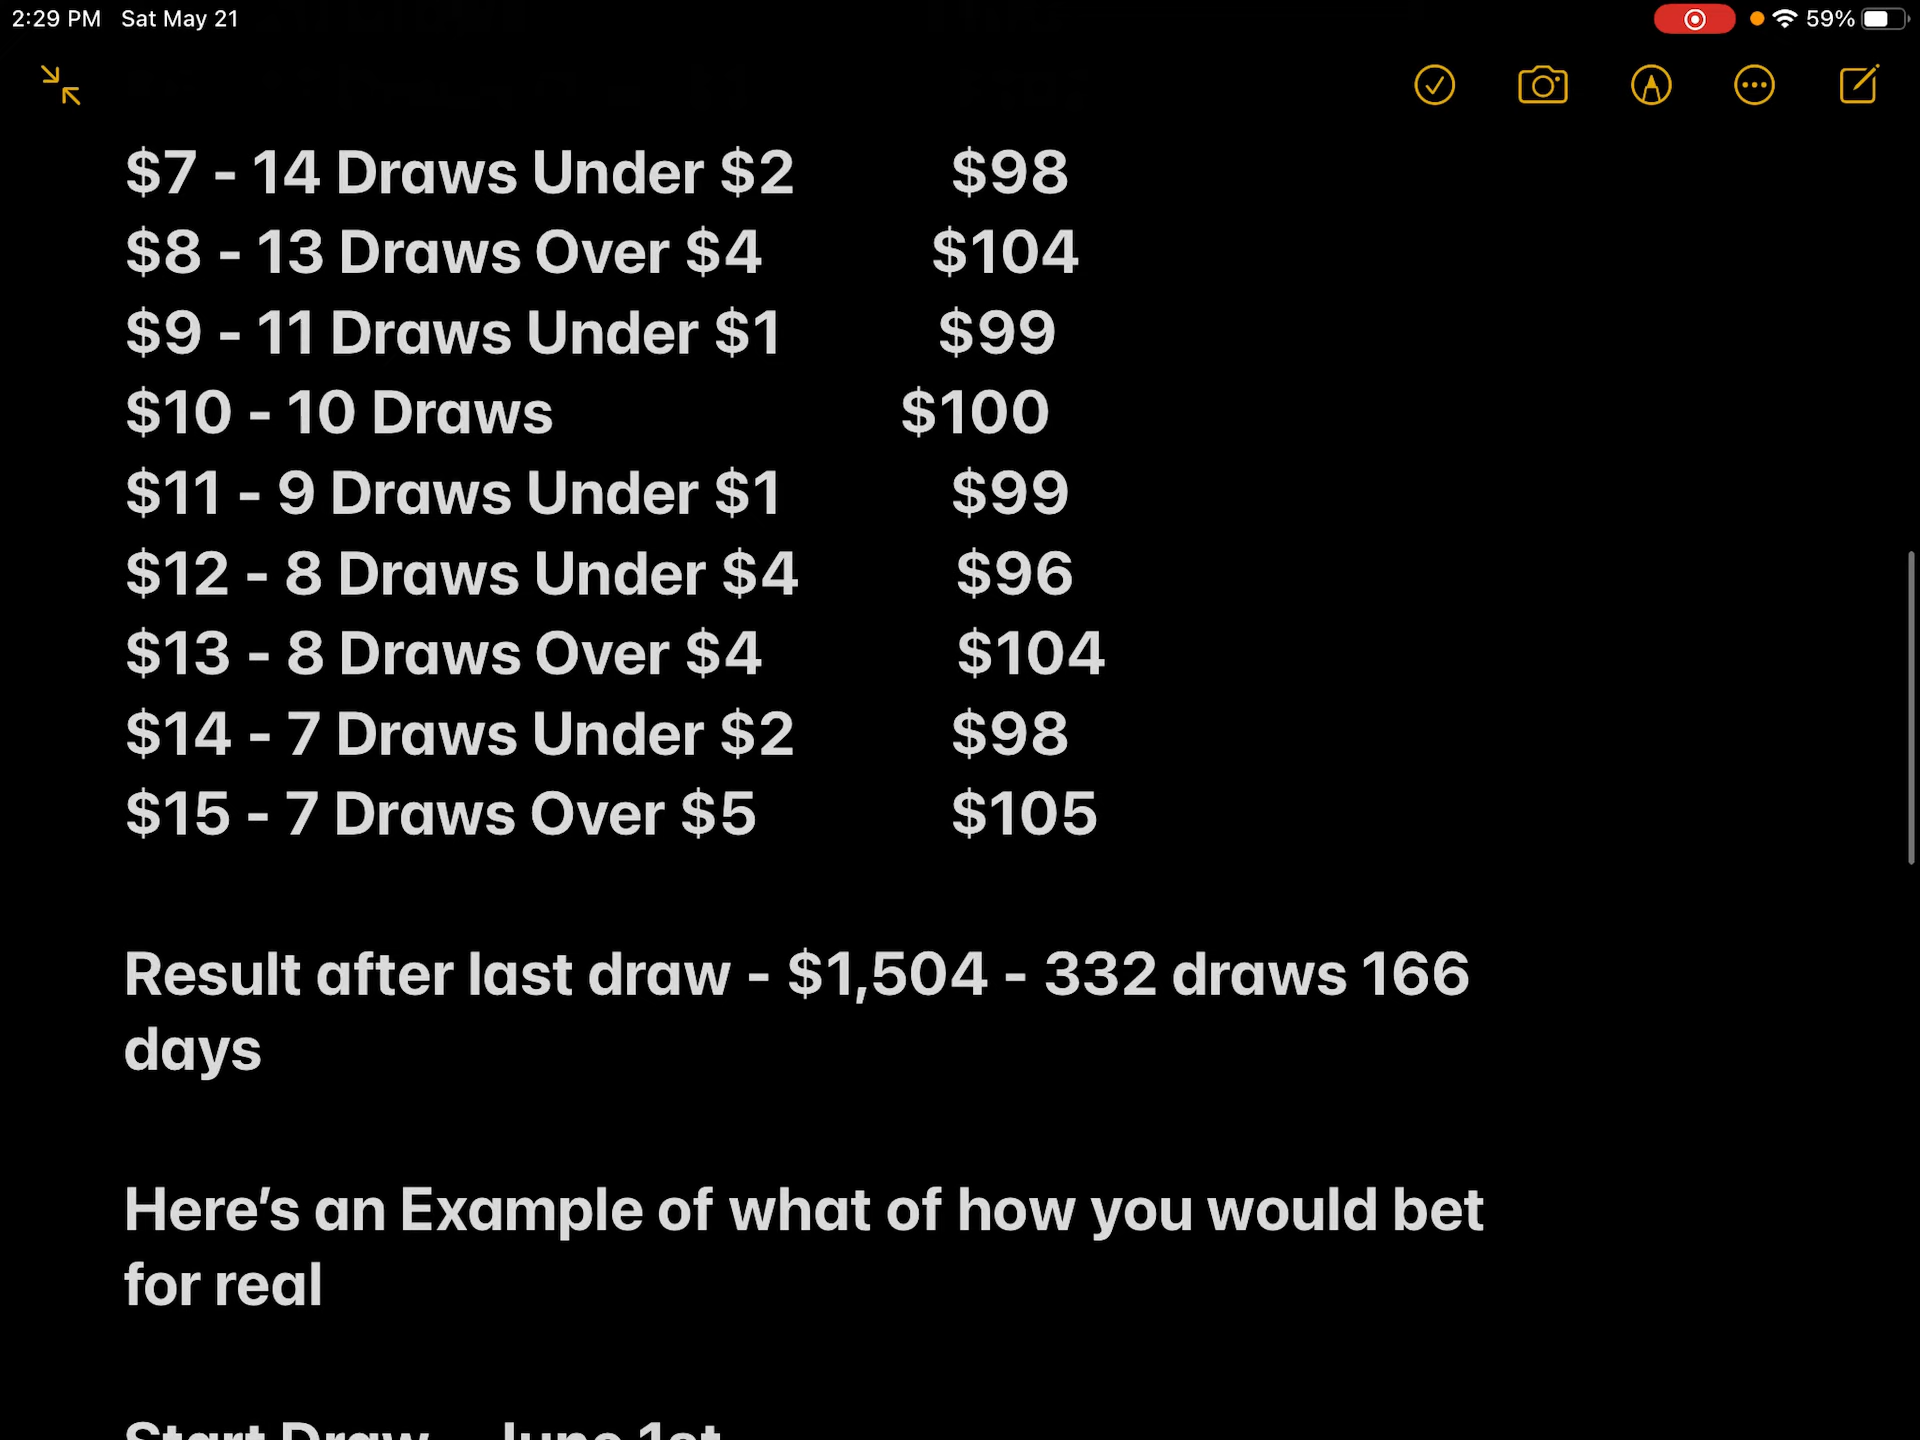 2:29 PM Sat May 21 59%
$7 - 14 Draws Under $2 $98
$8 - 13 Draws Over $4 $104
$9 - 11 Draws Under $1 $99
$10 - 10 Draws $100
$11 - 9 Draws Under $1 $99
$12 - 8 Draws Under $4 $96
$13 - 8 Draws Over $4 $104
$14 - 7 Draws Under $2 $98
$15 - 7 Draws Over $5 $105
Result after last draw - $1,504 - 332 draws 166
days
Here’s an Example of what of how you would bet
for real
Start Draw - June 1st